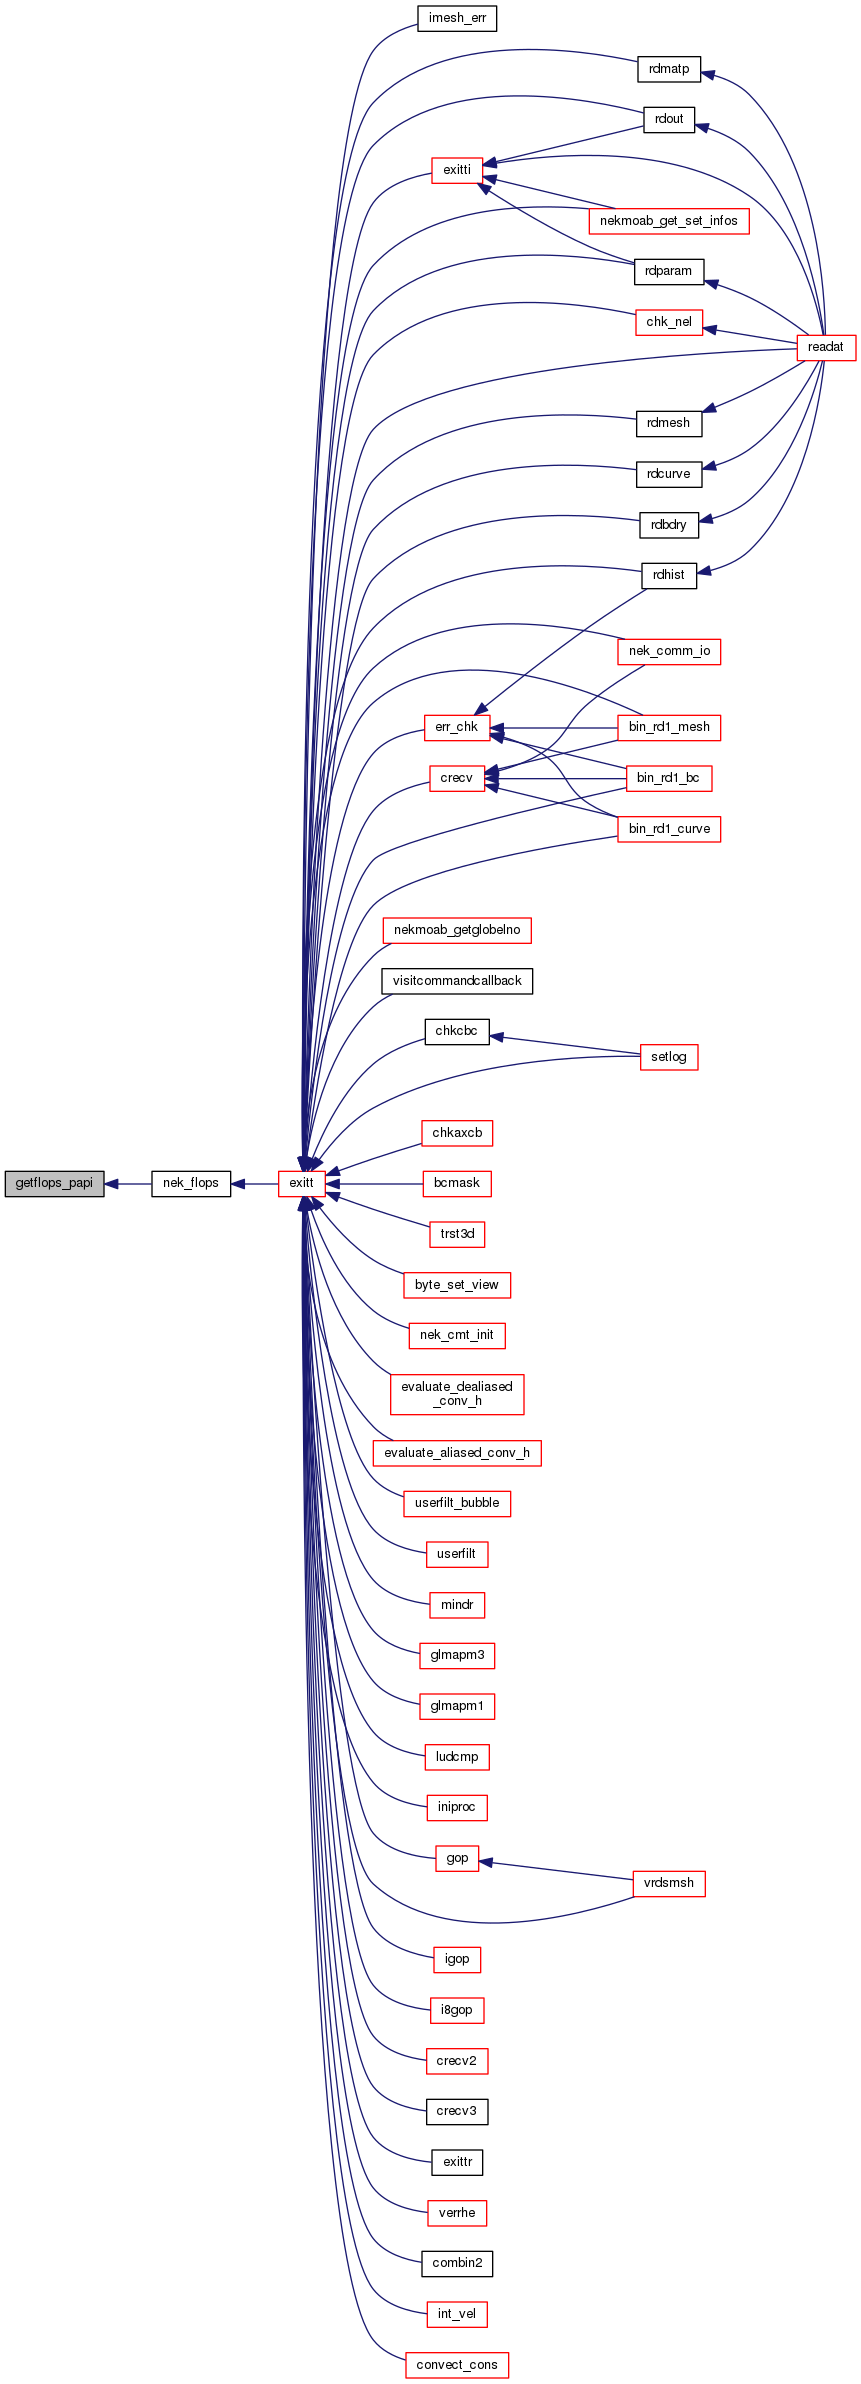 imesh_err
rdmatp
rdout
exitti
nekmoab_get_set_infos
rdparam
chk_nel
readat
rdmesh
rdcurve
rdbdry
rdhist
nek_comm_io
err_chk
bin_rd1_mesh
crecv
bin_rd1_bc
bin_rd1_curve
nekmoab_getglobelno
visitcommandcallback
chkcbc
setlog
chkaxcb
getflops_papi
nek_flops
exitt
bcmask
trst3d
byte_set_view
nek_cmt_init
evaluate_dealiased
_conv_h
evaluate_aliased_conv_h
userfilt_bubble
userfilt
mindr
glmapm3
glmapm1
ludcmp
iniproc
gop
vrdsmsh
igop
i8gop
crecv2
crecv3
exittr
verrhe
combin2
int_vel
convect_cons